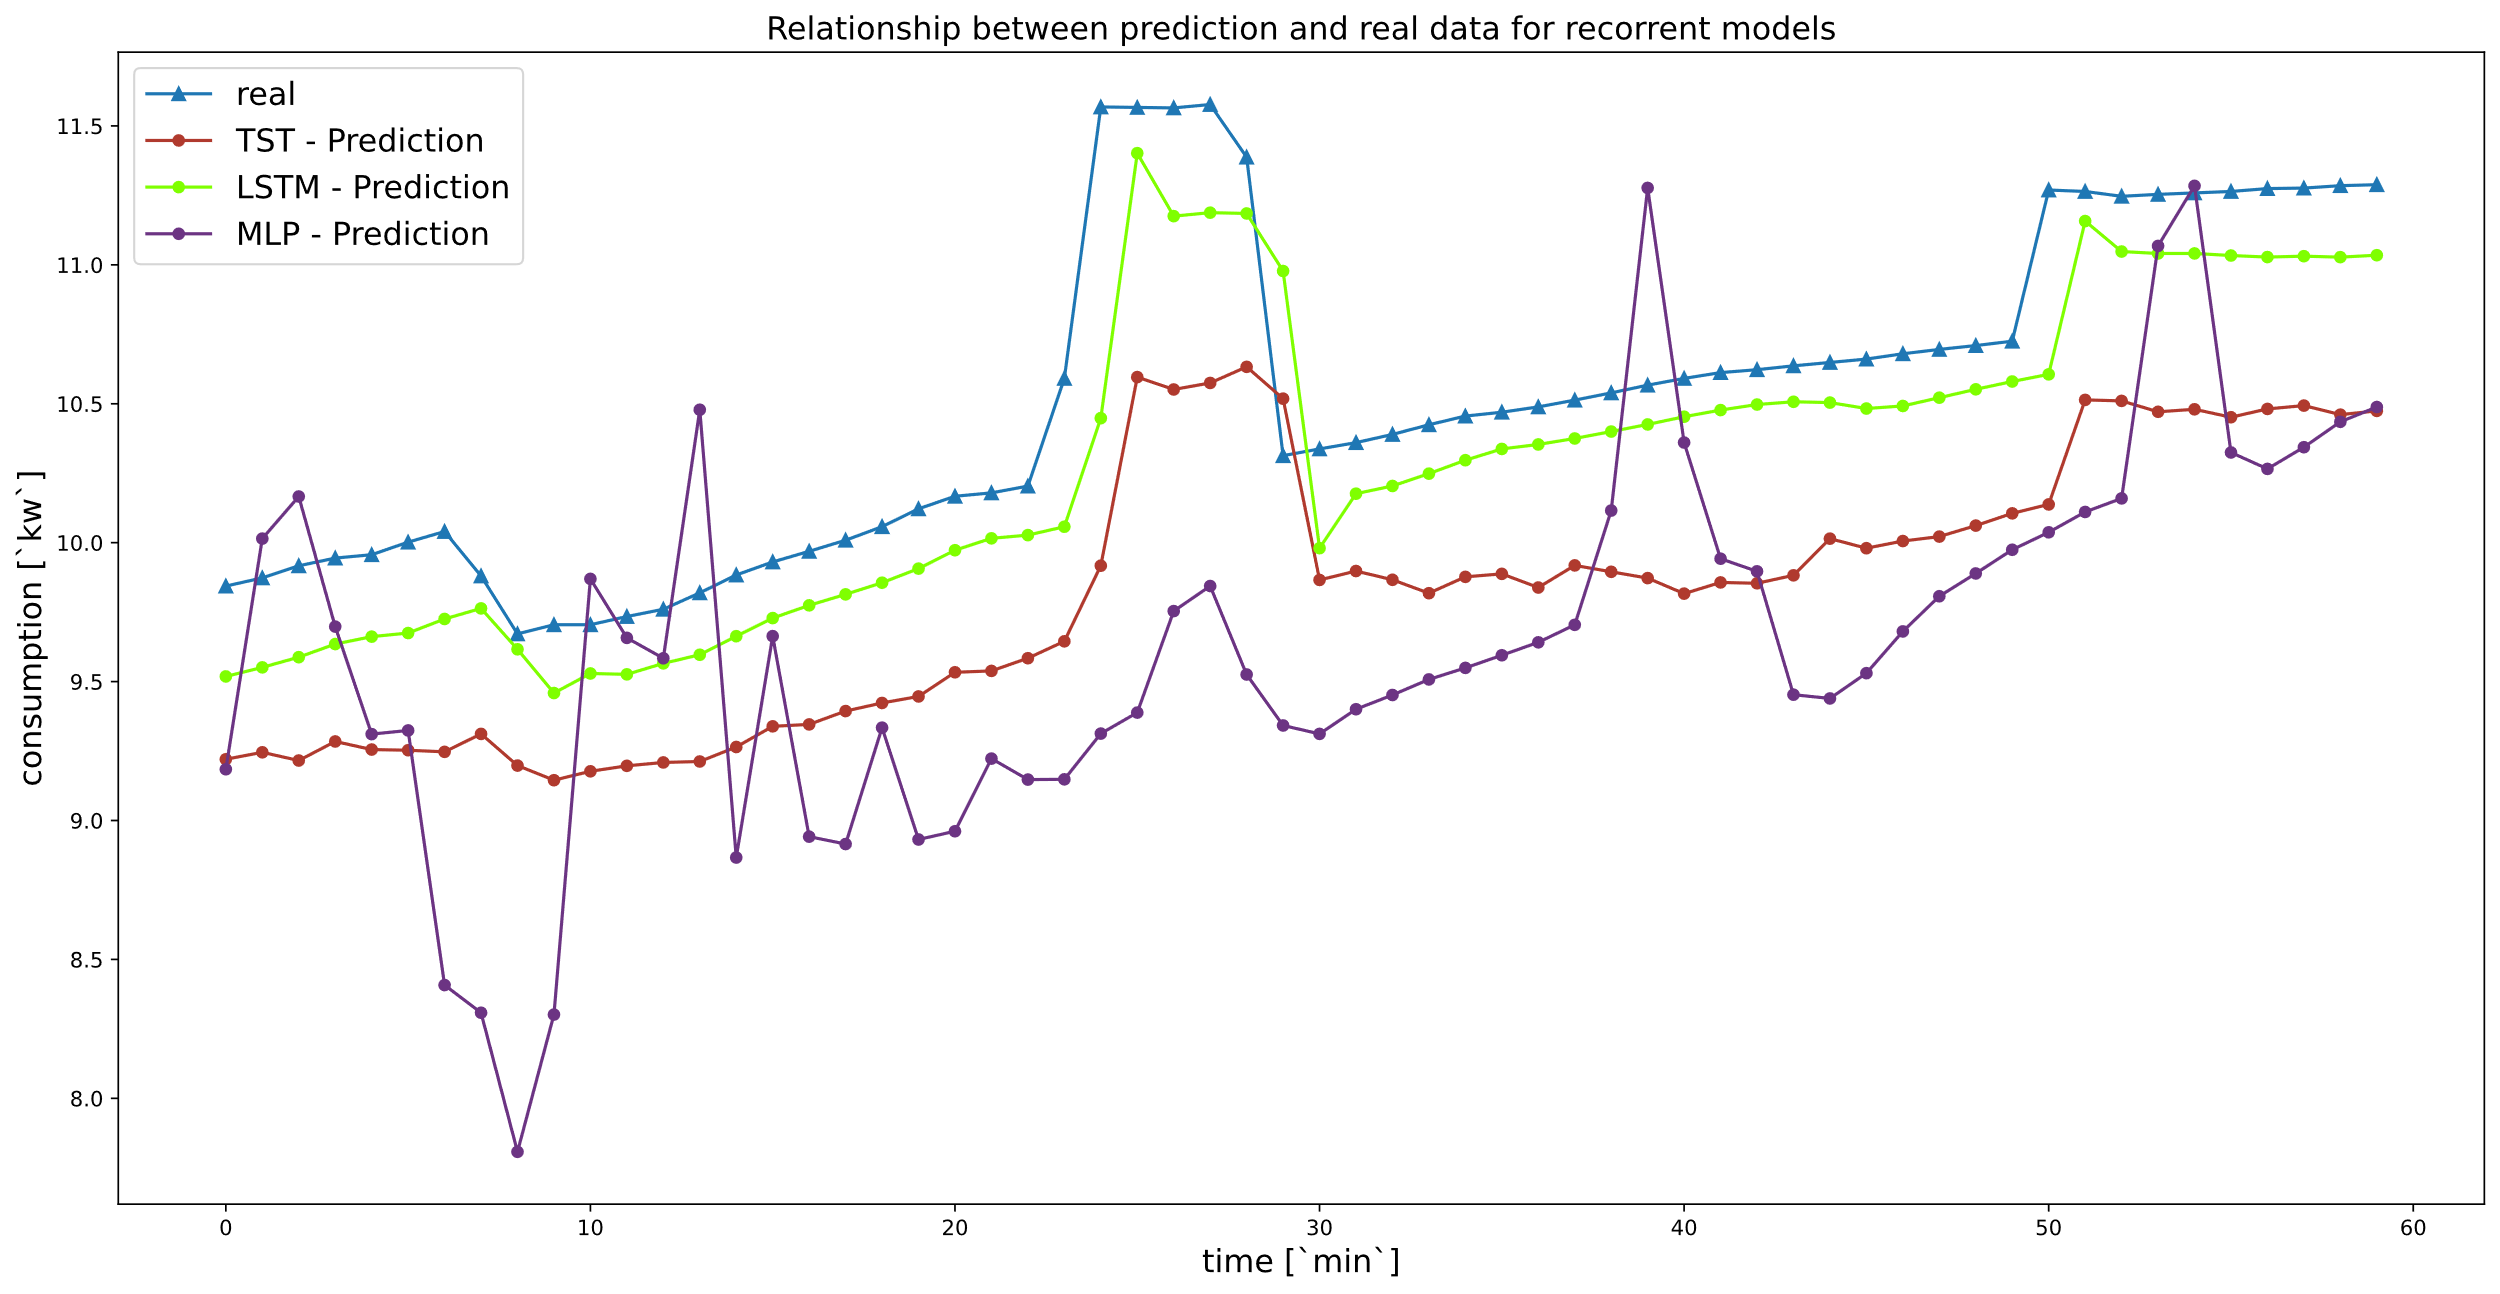 Relationship between prediction and real data for recorrent models
real
TST - Prediction
LSTM - Prediction
MLP - Prediction
11.5
11.0
10.5
10.0
9.5
9.0
8.5
8.0
consumption [`kw`]
0 10 20 30 40 50 60
time [`min`]